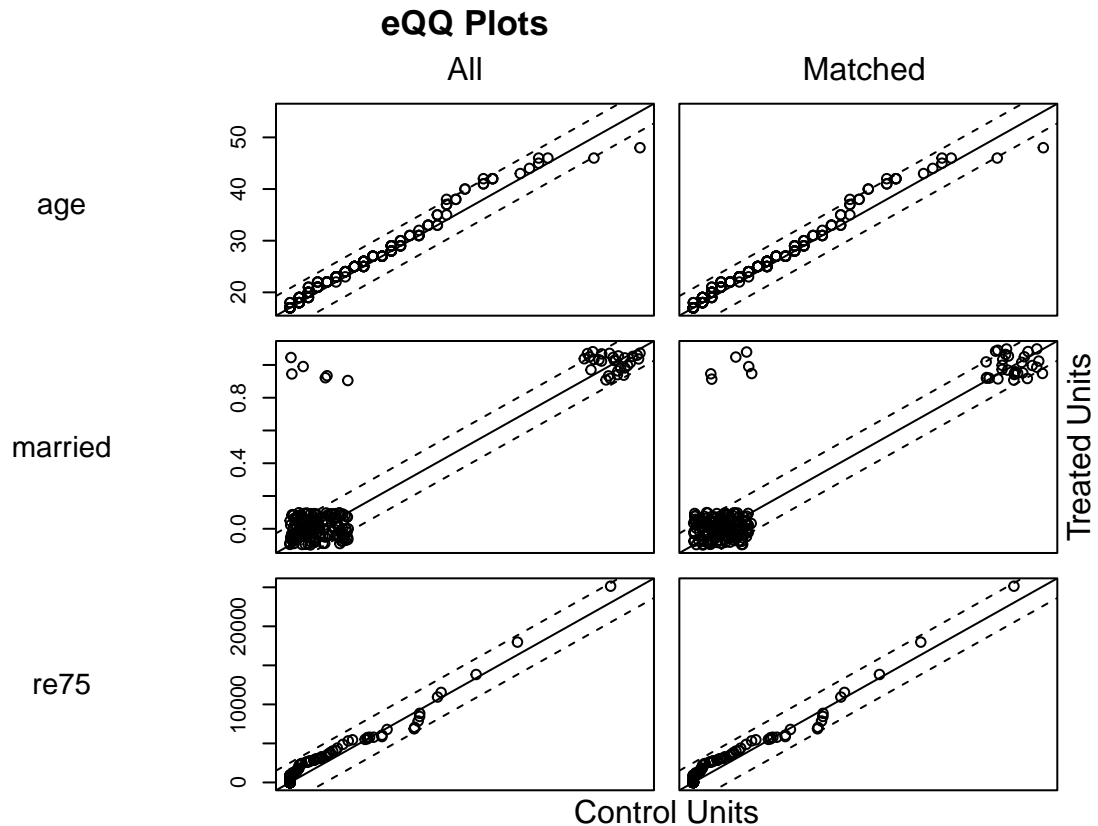 eQQ Plots
All Matched
age
20 30 40 50
married
0.0 0.4 0.8
re75
0 10000 20000
Treated Units
Control Units